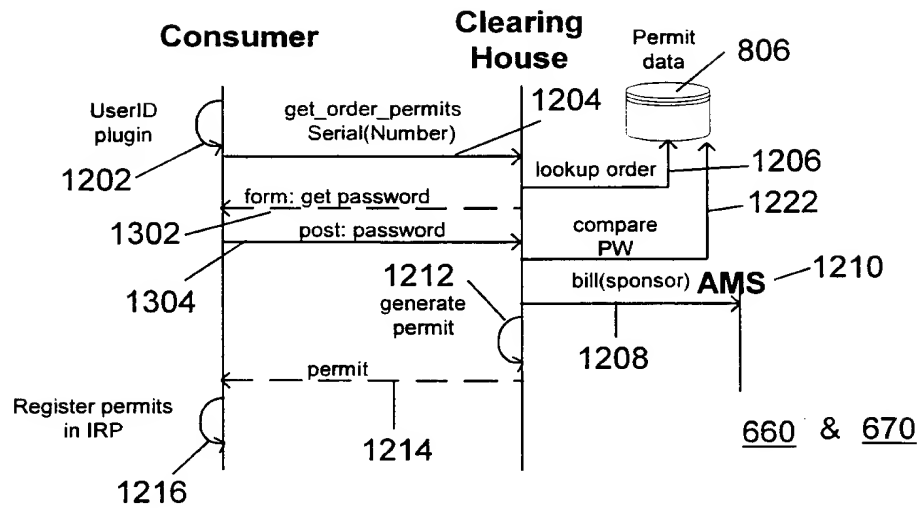 Consumer
Clearing
House
Permit
data
806
UserID
plugin
1202
get_order_permits
Serial(Number)
1204
lookup order
1206
1222
form: get password
1302
post: password
1304
compare
PW
1212
generate
permit
bill(sponsor)
AMS
1210
1208
permit
1214
Register permits
in IRP
1216
660 & 670